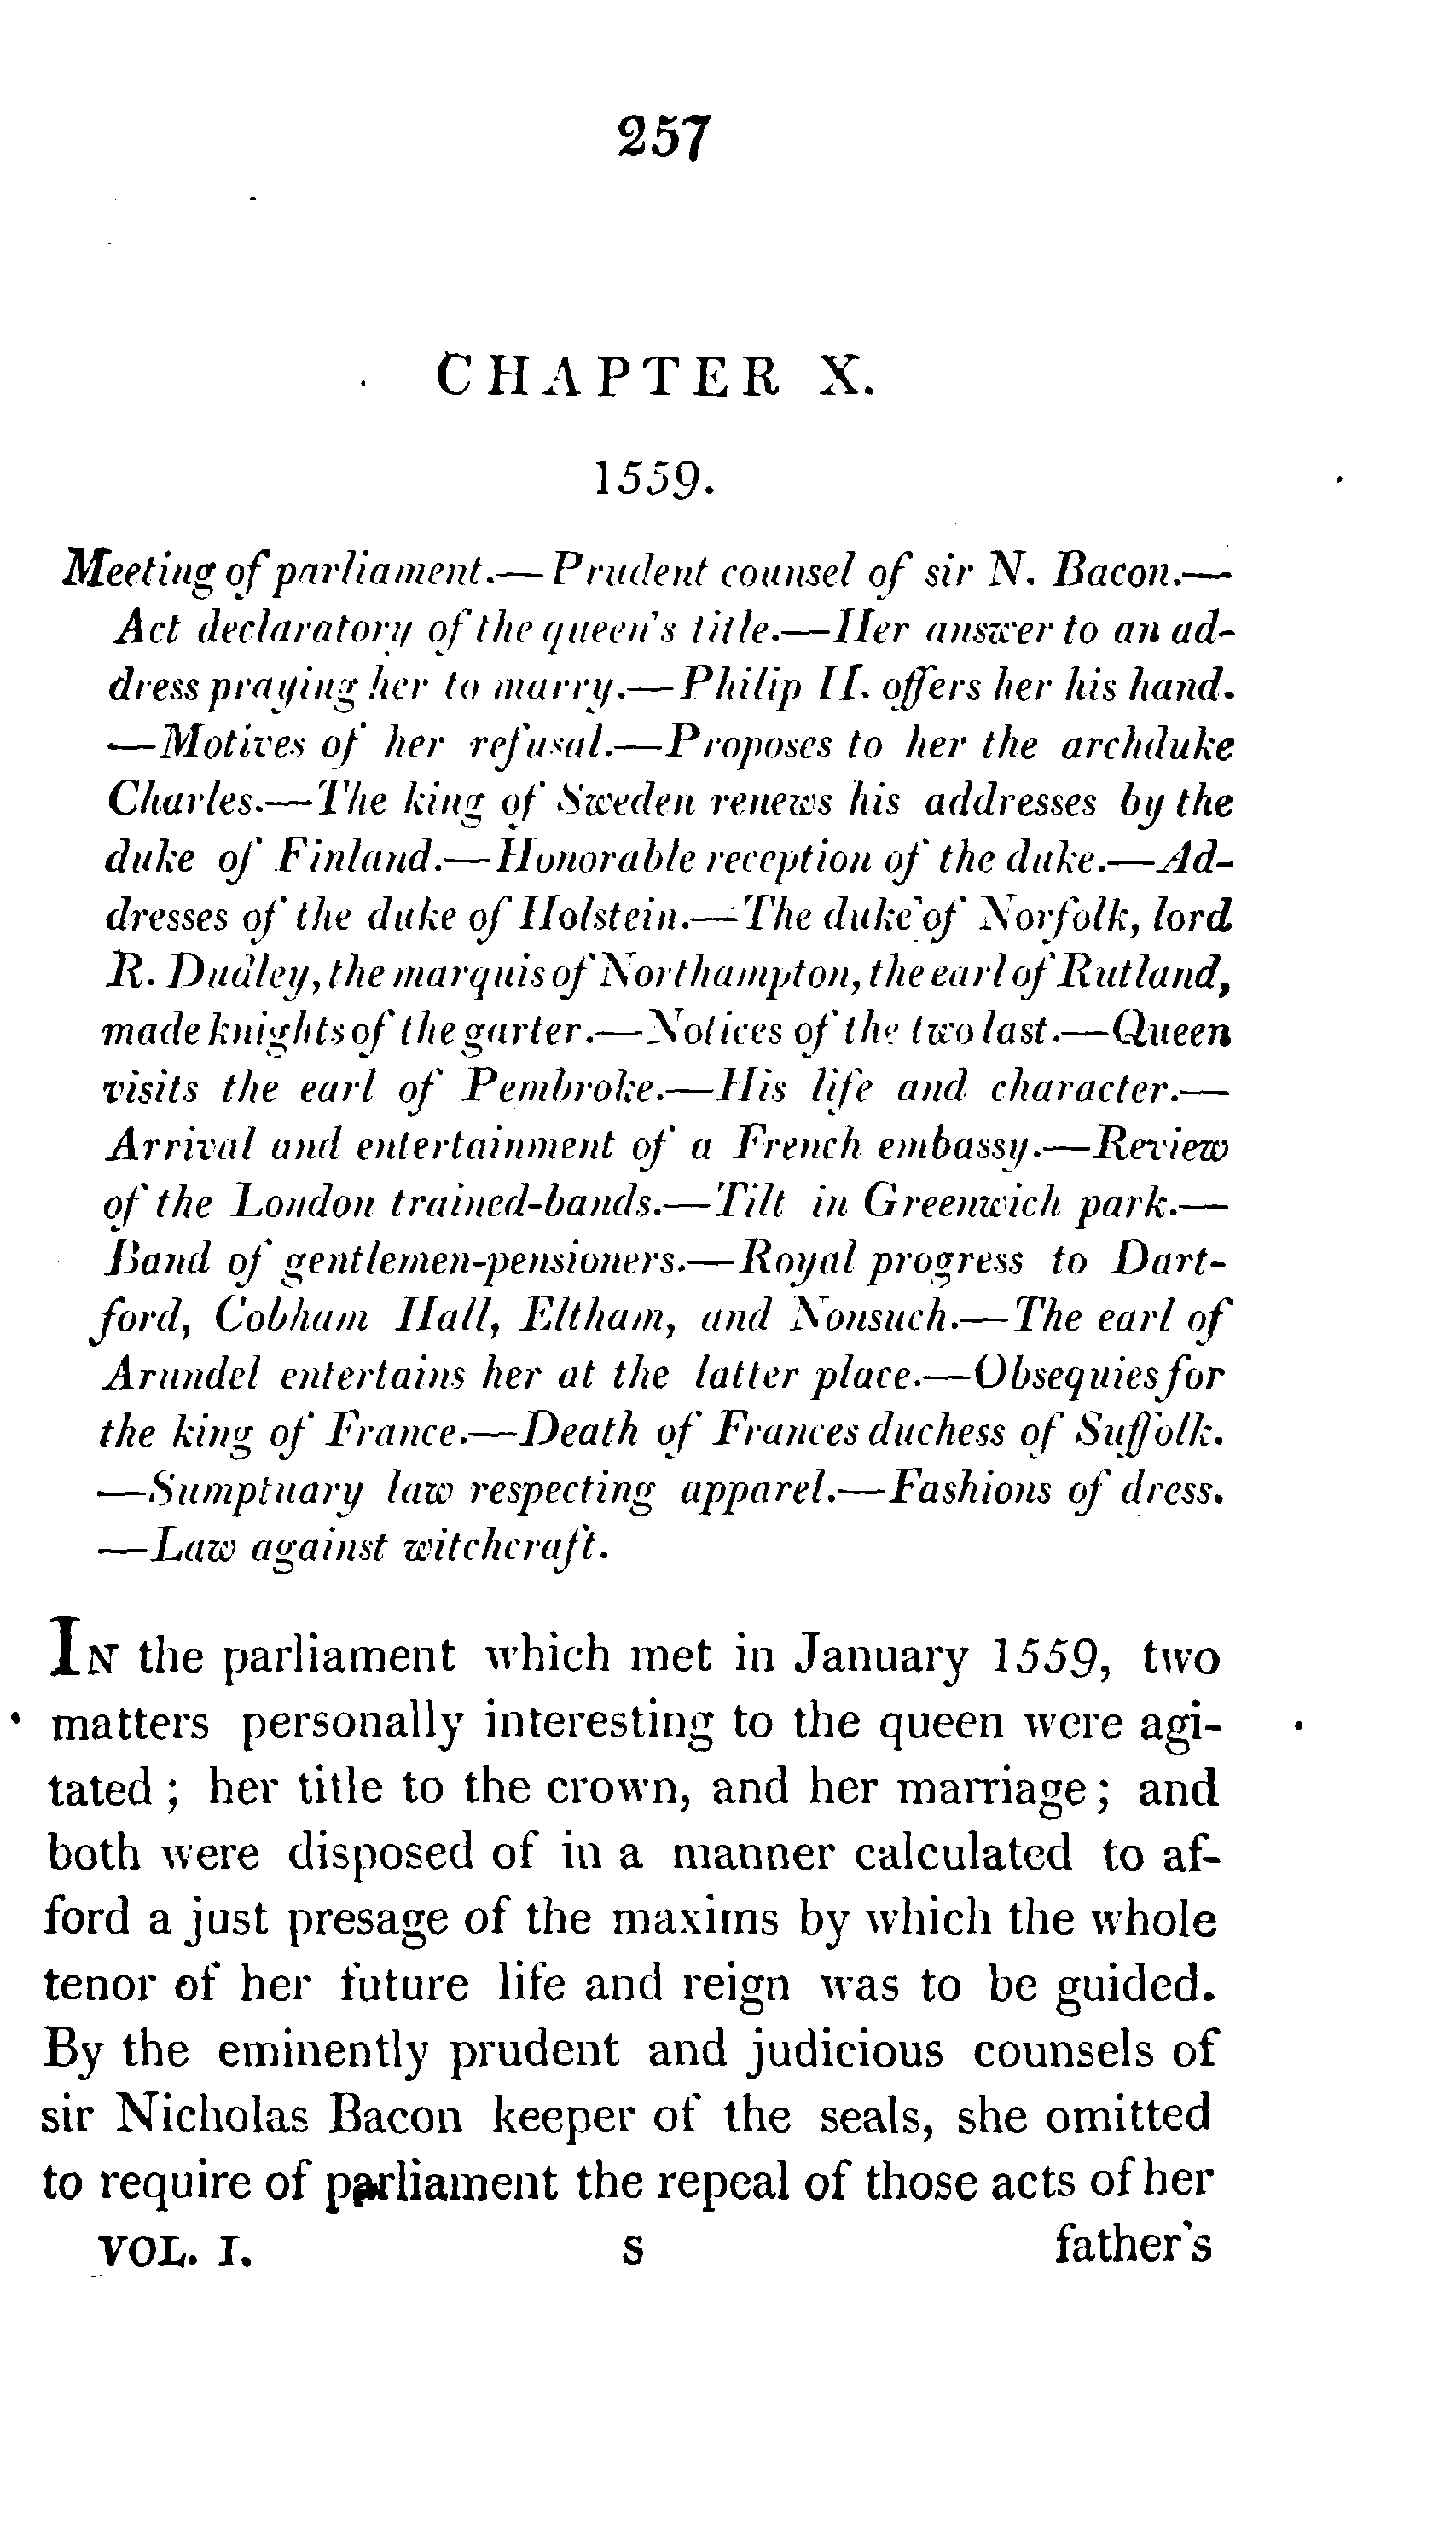 257
CHAPTER X.
1559.
Meeting of parliament.—Prudent counsel of sir N. Bacon.—
Act declaratory of the queen's title.—Her answer to an ad-
dress praying her to marry.—Philip II. offers her his hand.
—Motives of her refusal.—Proposes to her the archduke
Charles.—The king of Sweden renews his addresses by the
duke of Finland.—Honorable reception of the duke.—Ad-
dresses of the duke of Holstein.—The duke of Norfolk, lord
R. Dudley, the marquis of Northampton, the earl of Rutland,
made knights of the garter.—Notices of the two last.—Queen
visits the earl of Pembroke.—His life and character.—
Arrival and entertainment of a French embassy.—Review
of the London trained-bands.—Tilt in Greenwich park.—
Band of gentlemen-pensioners.—Royal progress to Dart-
ford, Cobham Hall, Eltham, and Nonsuch.—The earl of
Arundel entertains her at the latter place.—Obsequies for
the king of France.—Death of Frances duchess of Suffolk.
—Sumptuary law respecting apparel.—Fashions of dress.
—Law against witchcraft.
IN the parliament which met in January 1559, two
matters personally interesting to the queen were agi-
tated ; her title to the crown, and her marriage ; and
both were disposed of in a manner calculated to af-
ford a just presage of the maxims by which the whole
tenor of her future life and reign was to be guided.
By the eminently prudent and judicious counsels of
sir Nicholas Bacon keeper of the seals, she omitted
to require of parliament the repeal of those acts of her
VOL. I. S father's